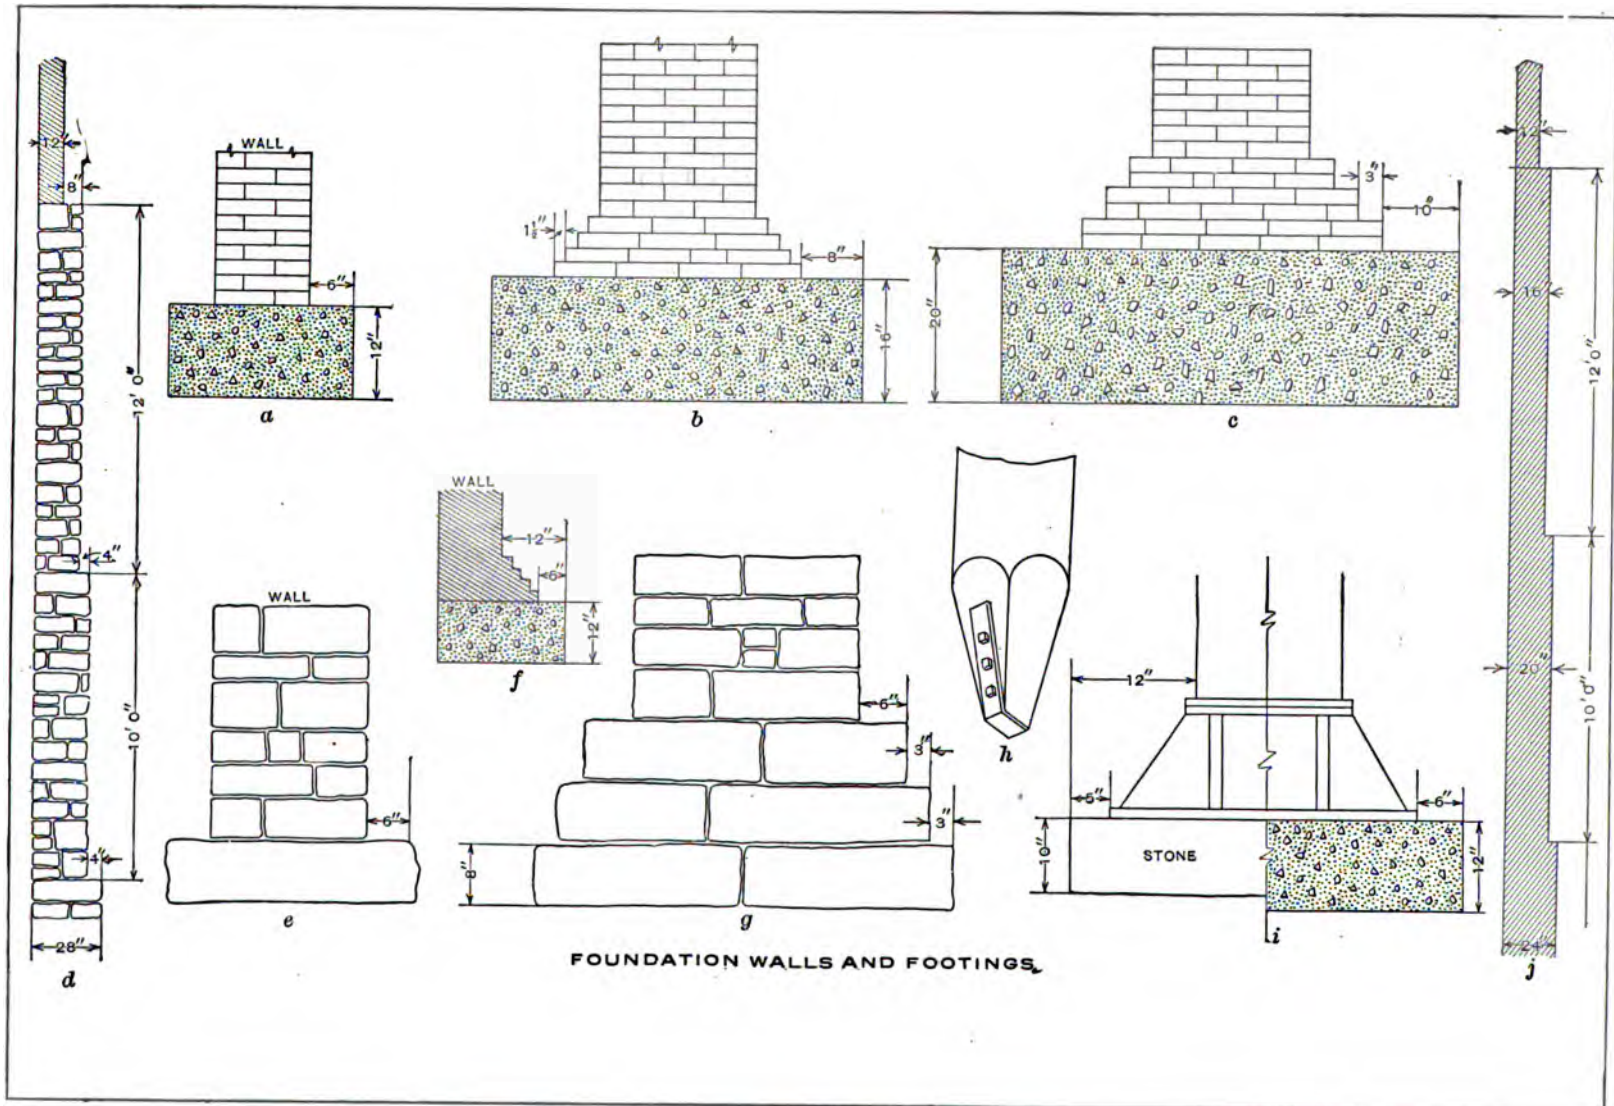 12"
8"
12' 0"
4"
10' 0"
4"
28"
d
WALL
6"
12"
a
1½"
8"
16"
b
3"
10"
20"
c
WALL
12"
6"
12"
f
WALL
6"
e
6"
3"
3"
8"
g
h
12"
5"
6"
10"
STONE
12"
i
12"
16"
12' 0"
20"
10' 0"
24"
j
FOUNDATION WALLS AND FOOTINGS.